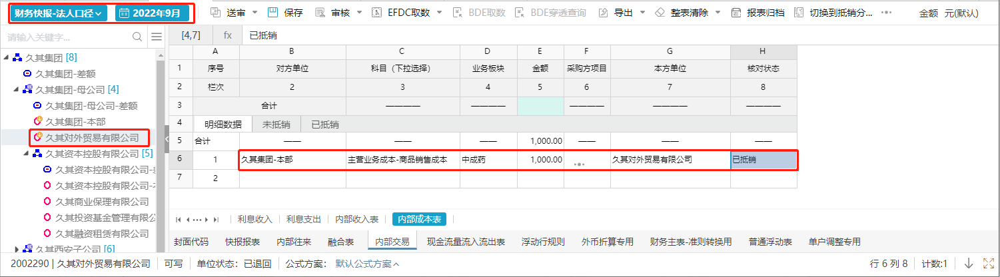 财务快报-法人口径 2022年9月 送审 保存 审核 EFDC取数 BDE取数 BDE穿透查询 导出 整表清除 报表归档 切换到抵销分... 金额 元(默认)
请输入关键字...
[4,7] fx 已抵销
久其集团 [8]
久其集团-差额
久其集团-母公司 [4]
久其集团-母公司-差额
久其集团-本部
久其对外贸易有限公司
久其资本控股有限公司 [5]
久其资本控股有限公司-差
久其资本控股有限公司-本
久其商业保理有限公司
久其投资基金管理有限公
久其融资租赁有限公司
久其西安子公司 [6]
A B C D E F G H
1 序号 对方单位 科目（下拉选择） 业务板块 金额 采购方项目 本方单位 核对状态
2 栏次 2 3 4 5 6 7 8
3 合计 ———— ———— ———— ———— ————
4 明细数据 未抵销 已抵销
5 合计 —— —— —— 1,000.00 —— —— ——
6 1 久其集团-本部 主营业务成本-商品销售成本 中成药 1,000.00 久其对外贸易有限公司 已抵销
7 2
利息收入 利息支出 内部收入表 内部成本表
封面代码 快报报表 内部往来 融合表 内部交易 现金流量流入流出表 浮动行规则 外币折算专用 财务主表-准则转换用 普通浮动表 单户调整专用
2002290 | 久其对外贸易有限公司 可写 单位状态：已退回 公式方案： 默认公式方案 行 6 列 8 计数:1